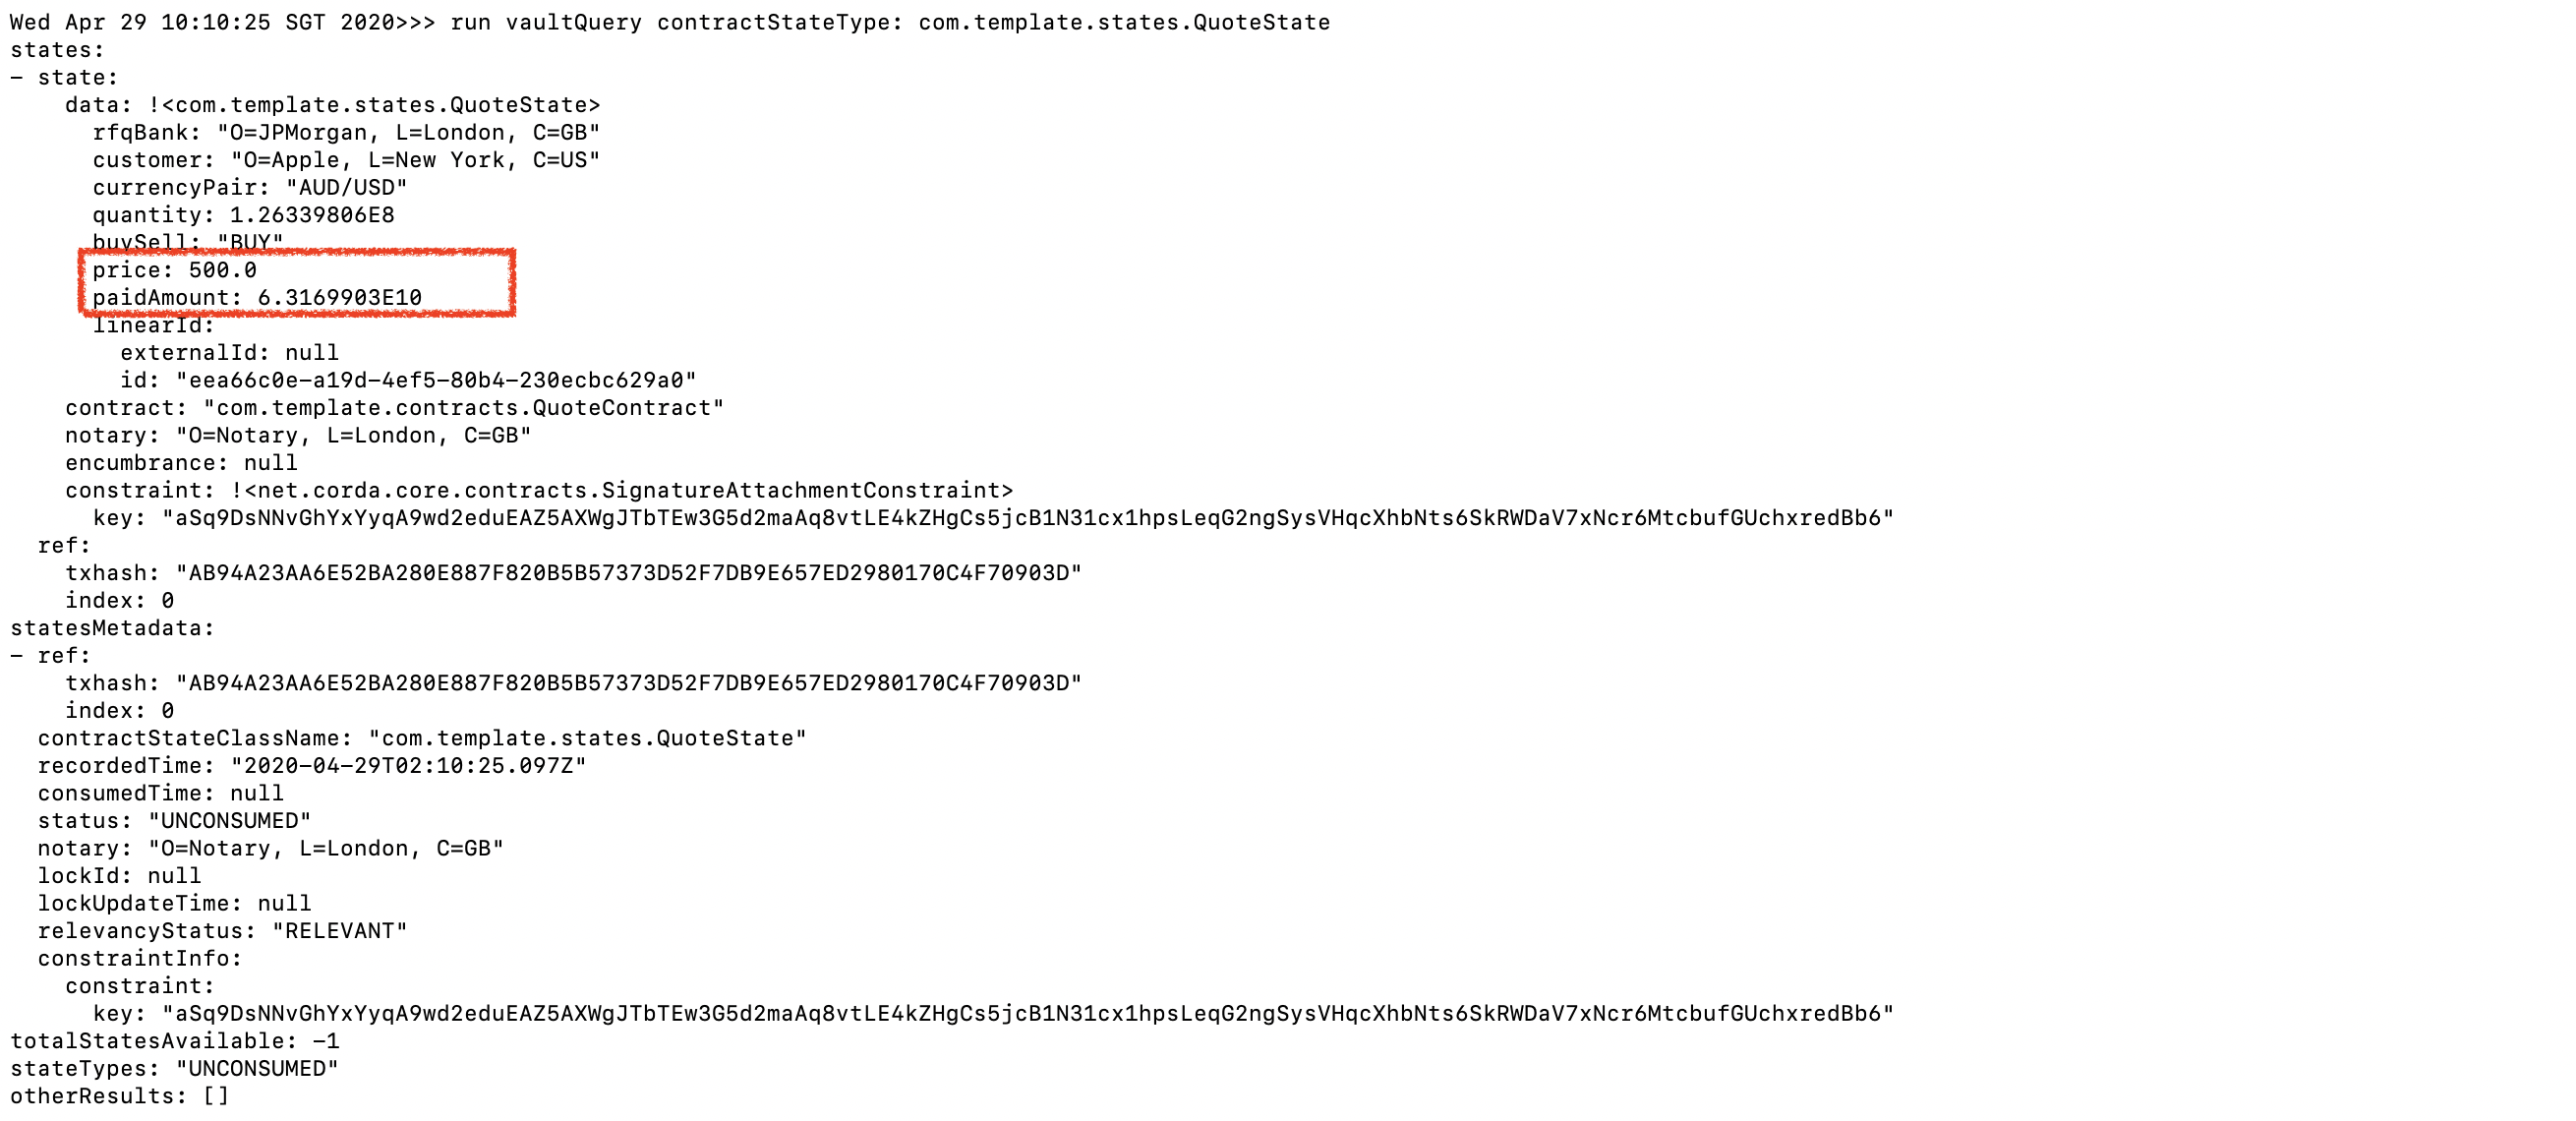 Wed Apr 29 10:10:25 SGT 2020>>> run vaultQuery contractStateType: com.template.states.QuoteState
states:
- state:
    data: !<com.template.states.QuoteState>
      rfqBank: "O=JPMorgan, L=London, C=GB"
      customer: "O=Apple, L=New York, C=US"
      currencyPair: "AUD/USD"
      quantity: 1.26339806E8
      buySell: "BUY"
      price: 500.0
      paidAmount: 6.3169903E10
      linearId:
        externalId: null
        id: "eea66c0e-a19d-4ef5-80b4-230ecbc629a0"
    contract: "com.template.contracts.QuoteContract"
    notary: "O=Notary, L=London, C=GB"
    encumbrance: null
    constraint: !<net.corda.core.contracts.SignatureAttachmentConstraint>
      key: "aSq9DsNNvGhYxYyqA9wd2eduEAZ5AXWgJTbTEw3G5d2maAq8vtLE4kZHgCs5jcB1N31cx1hpsLeqG2ngSysVHqcXhbNts6SkRWDaV7xNcr6MtcbufGUchxredBb6"
  ref:
    txhash: "AB94A23AA6E52BA280E887F820B5B57373D52F7DB9E657ED2980170C4F70903D"
    index: 0
statesMetadata:
- ref:
    txhash: "AB94A23AA6E52BA280E887F820B5B57373D52F7DB9E657ED2980170C4F70903D"
    index: 0
  contractStateClassName: "com.template.states.QuoteState"
  recordedTime: "2020-04-29T02:10:25.097Z"
  consumedTime: null
  status: "UNCONSUMED"
  notary: "O=Notary, L=London, C=GB"
  lockId: null
  lockUpdateTime: null
  relevancyStatus: "RELEVANT"
  constraintInfo:
    constraint:
      key: "aSq9DsNNvGhYxYyqA9wd2eduEAZ5AXWgJTbTEw3G5d2maAq8vtLE4kZHgCs5jcB1N31cx1hpsLeqG2ngSysVHqcXhbNts6SkRWDaV7xNcr6MtcbufGUchxredBb6"
totalStatesAvailable: -1
stateTypes: "UNCONSUMED"
otherResults: []